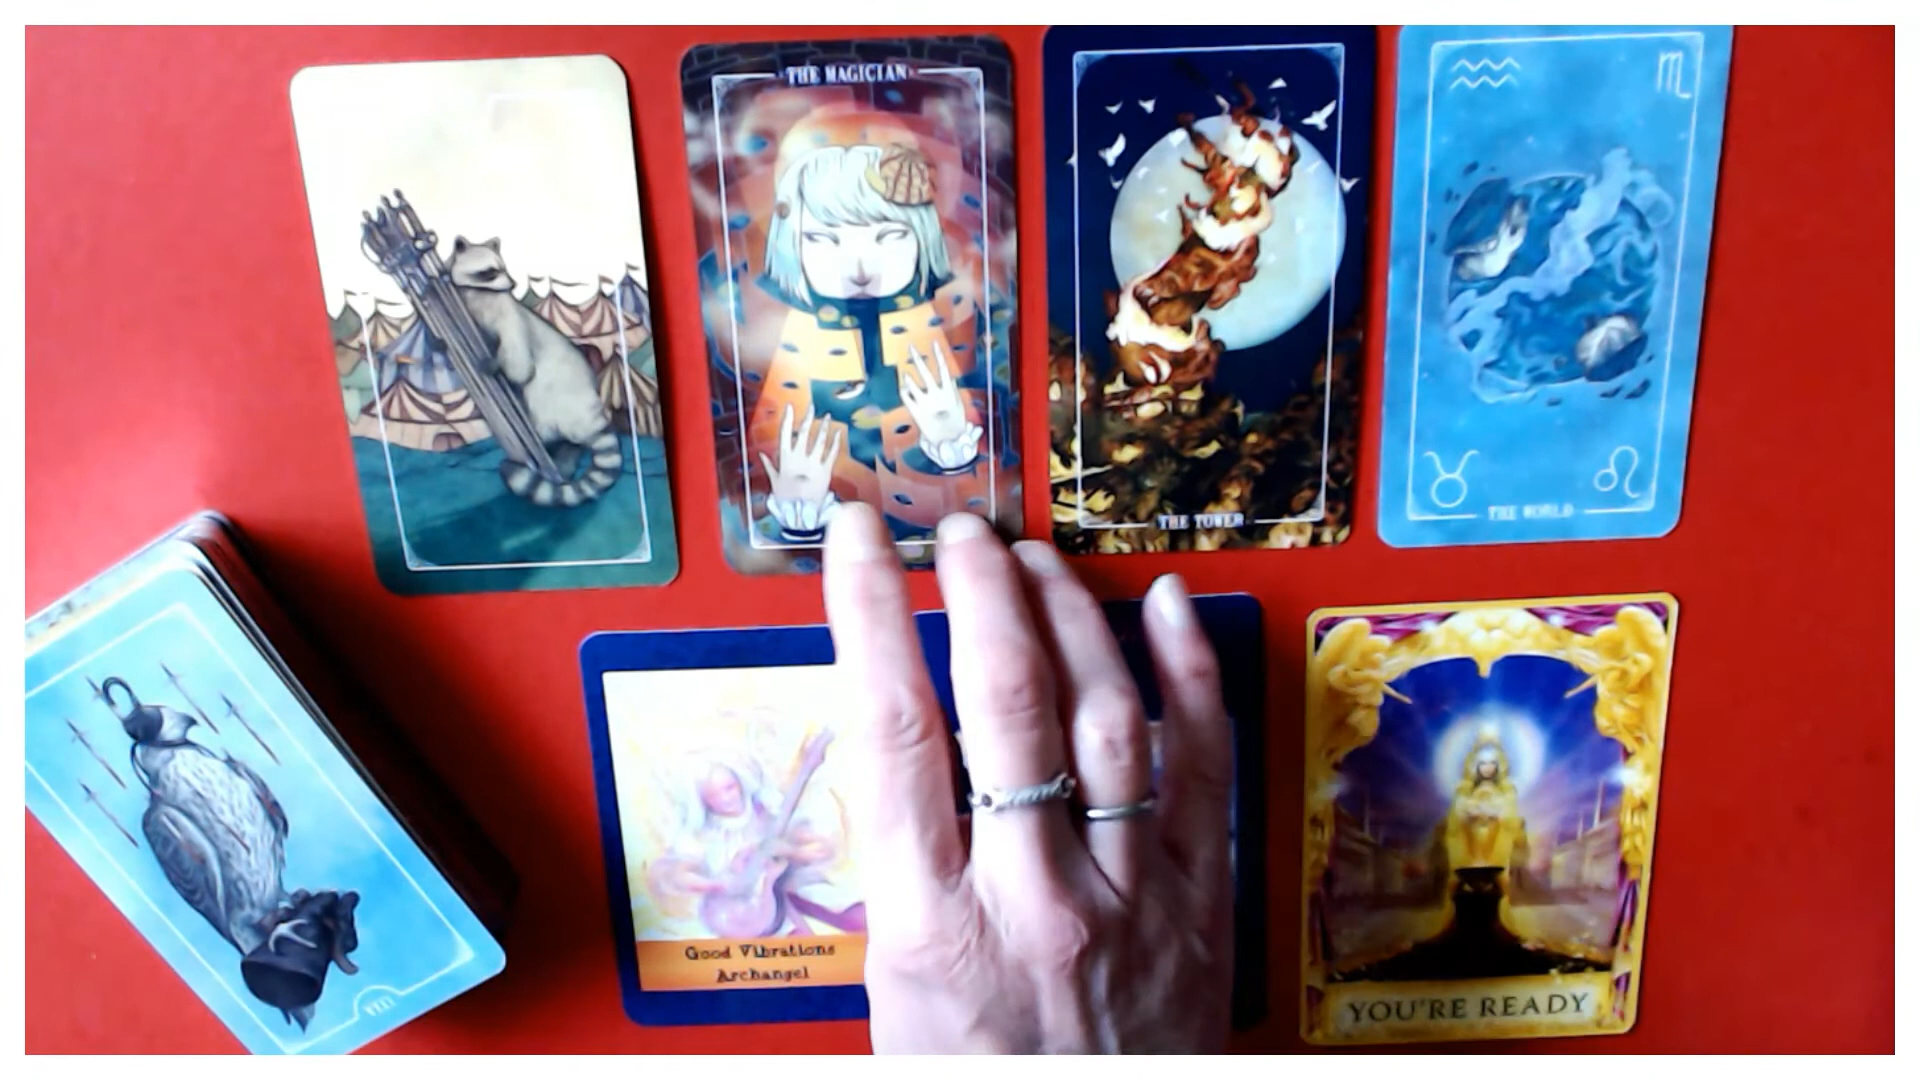 THE MAGICIAN
THE TOWER
THE WORLD
Good Vibrations
Archangel
YOU'RE READY